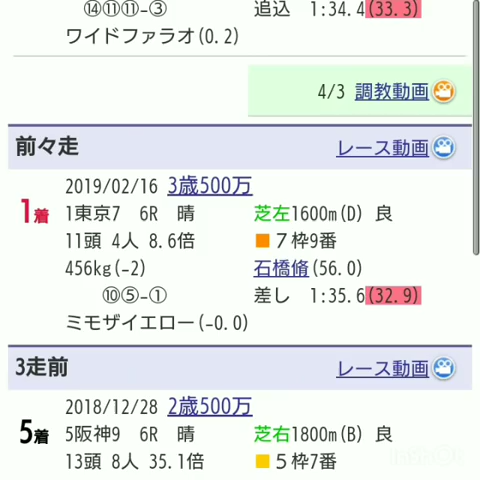 ⑭⑪⑪-③ 追込 1:34.4(33.3)
ワイドファラオ(0.2)
4/3 調教動画
前々走 レース動画
1着 2019/02/16 3歳500万
1東京7 6R 晴 芝左1600m(D) 良
11頭 4人 8.6倍 7枠9番
456kg(-2) 石橋脩(56.0)
⑩⑤-① 差し 1:35.6(32.9)
ミモザイエロー(-0.0)
3走前 レース動画
5着 2018/12/28 2歳500万
5阪神9 6R 晴 芝右1800m(B) 良
13頭 8人 35.1倍 5枠7番